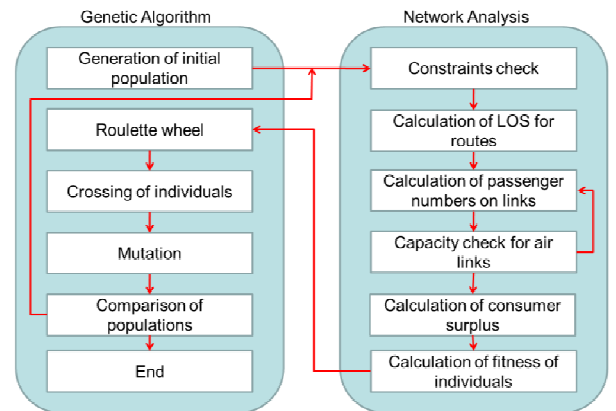 Genetic Algorithm
Generation of initial
population
Roulette wheel
Crossing of individuals
Mutation
Comparison of
populations
End
Network Analysis
Constraints check
Calculation of LOS for
routes
Calculation of passenger
numbers on links
Capacity check for air
links
Calculation of consumer
surplus
Calculation of fitness of
individuals